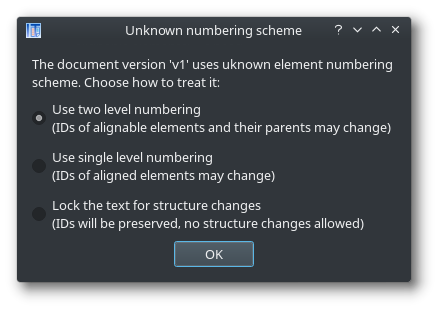 Unknown numbering scheme
The document version 'v1' uses uknown element numbering
scheme. Choose how to treat it:
Use two level numbering
(IDs of alignable elements and their parents may change)
Use single level numbering
(IDs of aligned elements may change)
Lock the text for structure changes
(IDs will be preserved, no structure changes allowed)
OK